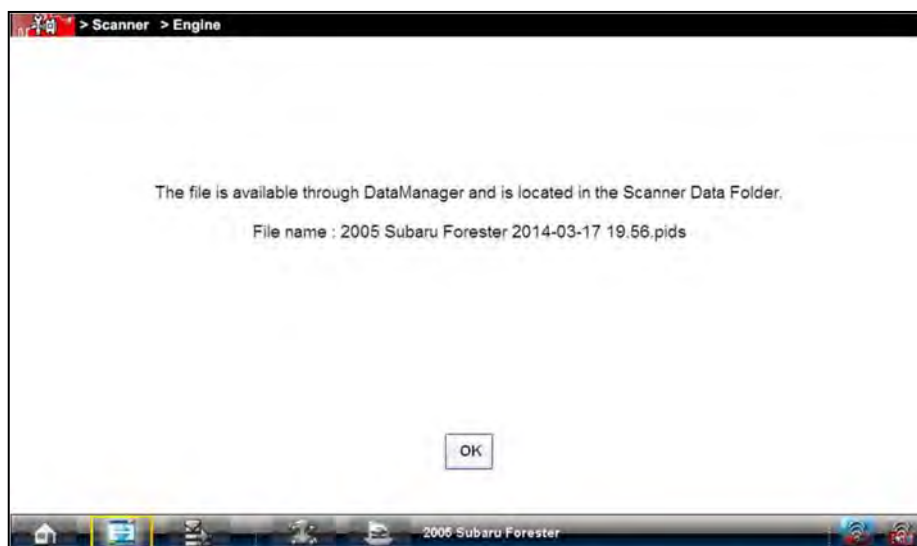 > Scanner > Engine
The file is available through DataManager and is located in the Scanner Data Folder.
File name : 2005 Subaru Forester 2014-03-17 19.56.pids
OK
2005 Subaru Forester